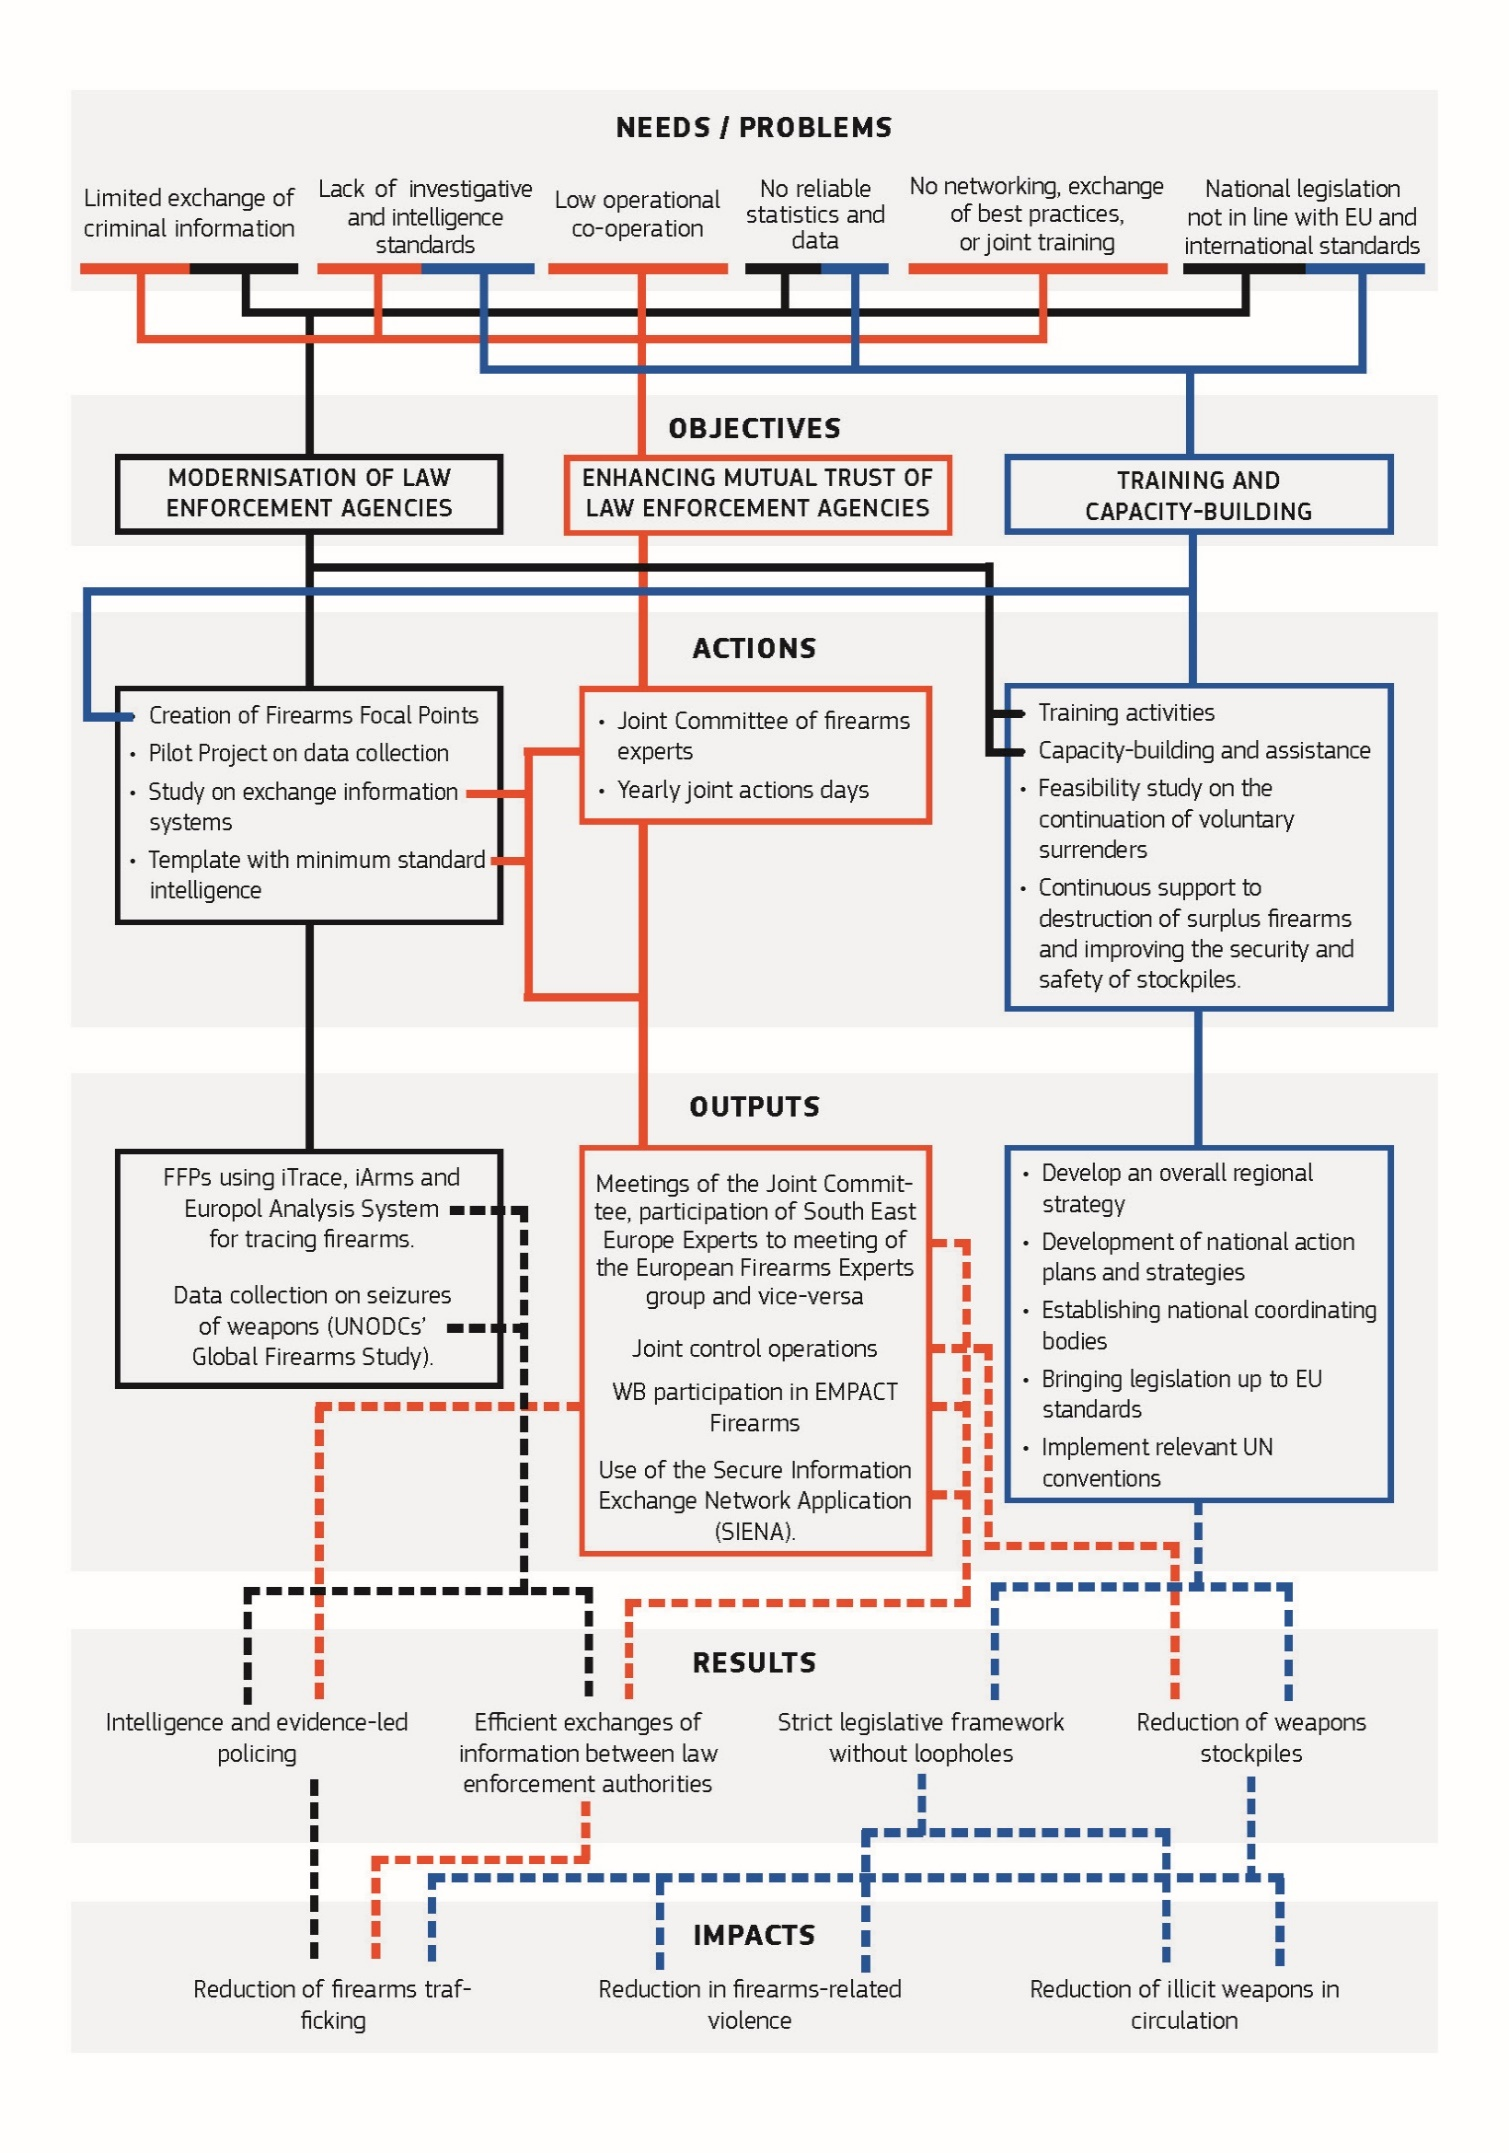 NEEDS / PROBLEMS
Limited exchange of
criminal information
Lack of investigative
and intelligence
standards
Low operational
co-operation
No reliable
statistics and
data
No networking, exchange
of best practices,
or joint training
National legislation
not in line with EU and
international standards
OBJECTIVES
MODERNISATION OF LAW
ENFORCEMENT AGENCIES
ENHANCING MUTUAL TRUST OF
LAW ENFORCEMENT AGENCIES
TRAINING AND
CAPACITY-BUILDING
ACTIONS
• Creation of Firearms Focal Points
• Pilot Project on data collection
• Study on exchange information
systems
• Template with minimum standard
intelligence
• Joint Committee of firearms
experts
• Yearly joint actions days
• Training activities
• Capacity-building and assistance
• Feasibility study on the
continuation of voluntary
surrenders
• Continuous support to
destruction of surplus firearms
and improving the security and
safety of stockpiles.
OUTPUTS
FFPs using iTrace, iArms and
Europol Analysis System
for tracing firearms.
Data collection on seizures
of weapons (UNODCs’
Global Firearms Study).
Meetings of the Joint Commit-
tee, participation of South East
Europe Experts to meeting of
the European Firearms Experts
group and vice-versa
Joint control operations
WB participation in EMPACT
Firearms
Use of the Secure Information
Exchange Network Application
(SIENA).
• Develop an overall regional
strategy
• Development of national action
plans and strategies
• Establishing national coordinating
bodies
• Bringing legislation up to EU
standards
• Implement relevant UN
conventions
RESULTS
Intelligence and evidence-led
policing
Efficient exchanges of
information between law
enforcement authorities
Strict legislative framework
without loopholes
Reduction of weapons
stockpiles
IMPACTS
Reduction of firearms traf-
ficking
Reduction in firearms-related
violence
Reduction of illicit weapons in
circulation